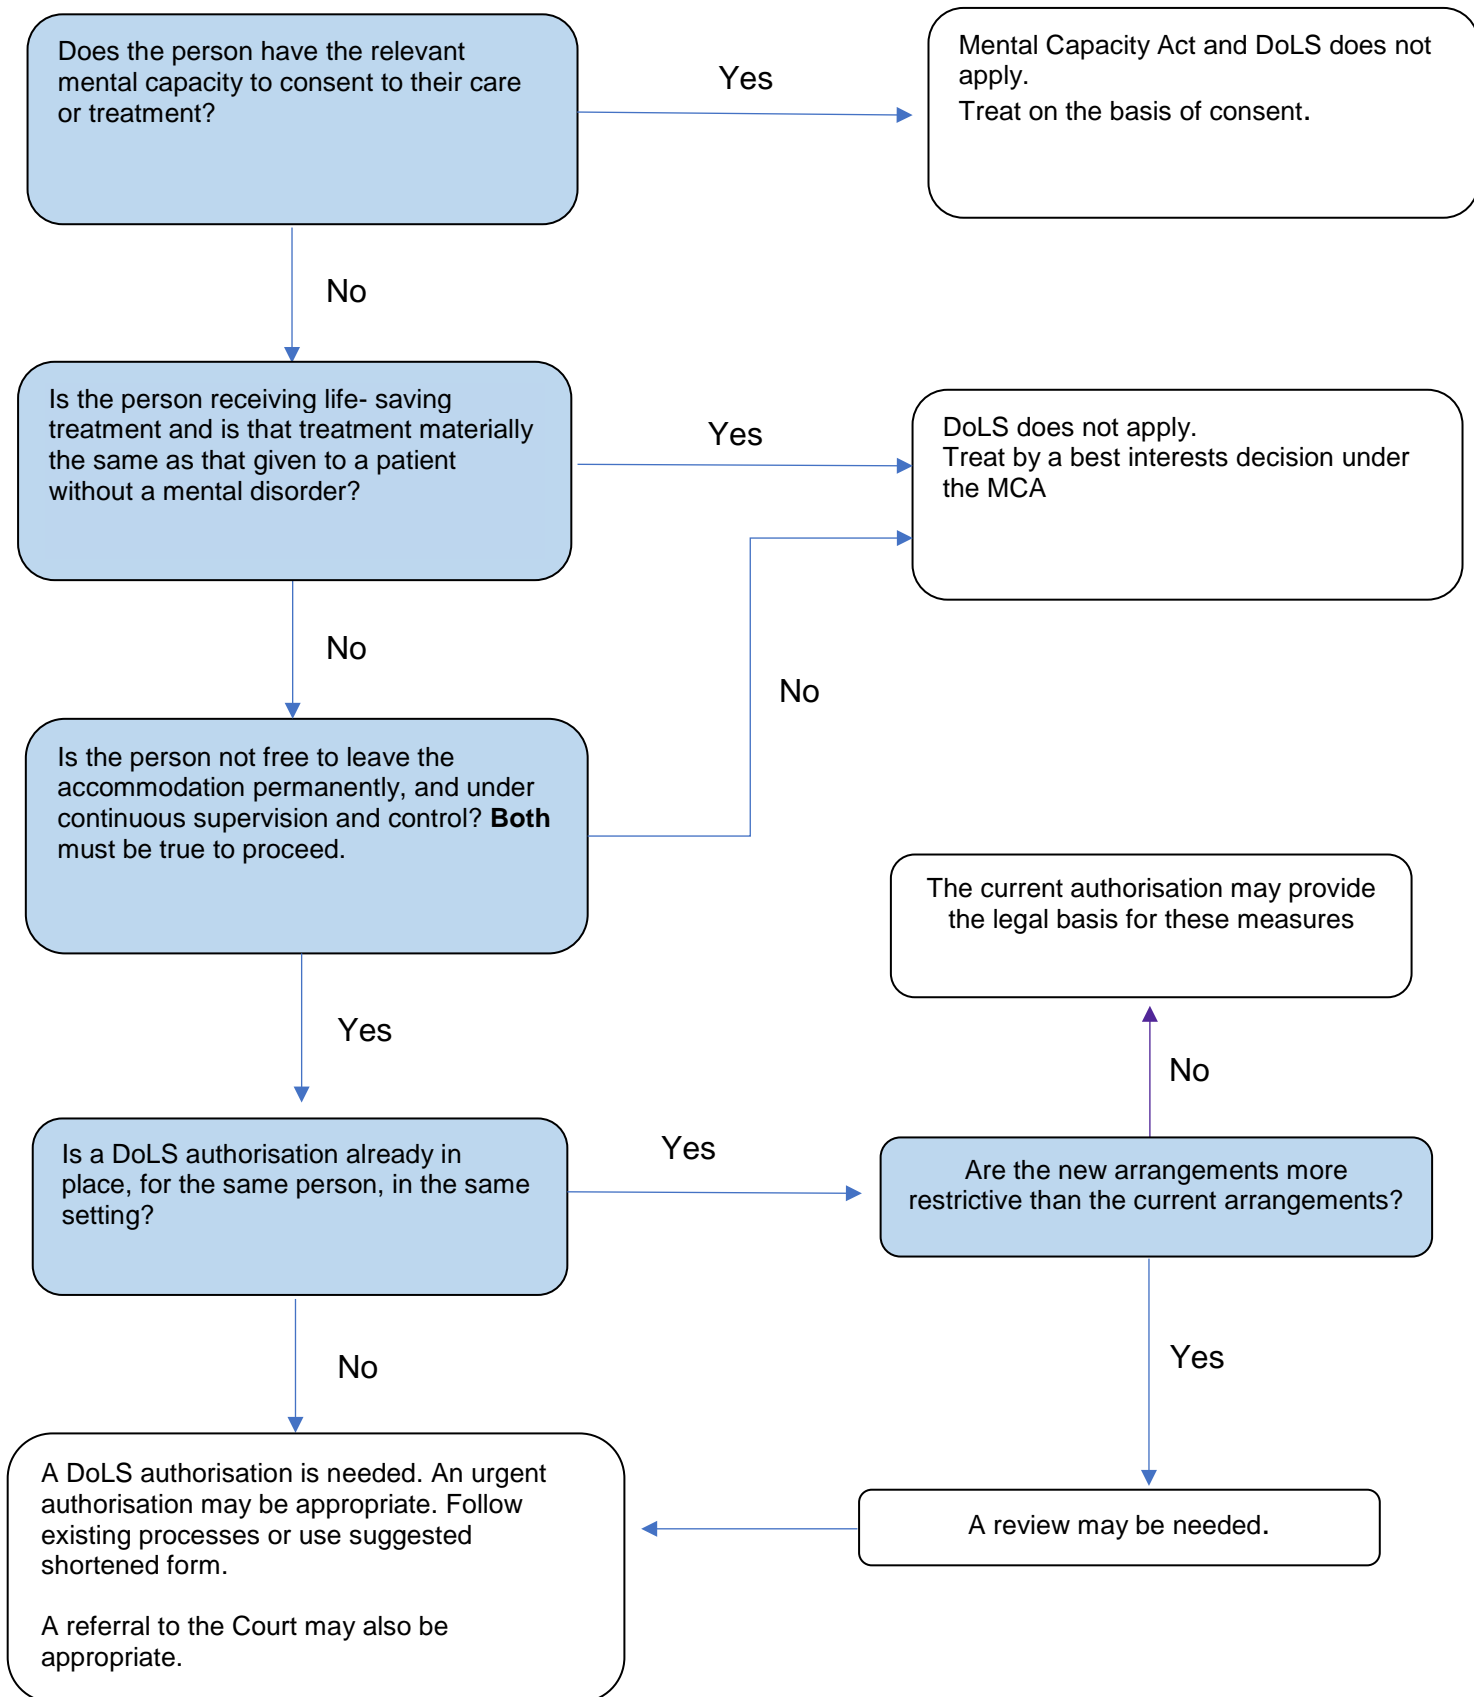 Does the person have the relevant
mental capacity to consent to their care
or treatment?
Yes
Mental Capacity Act and DoLS does not
apply.
Treat on the basis of consent.
No
Is the person receiving life- saving
treatment and is that treatment materially
the same as that given to a patient
without a mental disorder?
Yes
DoLS does not apply.
Treat by a best interests decision under
the MCA
No
No
Is the person not free to leave the
accommodation permanently, and under
continuous supervision and control? Both
must be true to proceed.
The current authorisation may provide
the legal basis for these measures
Yes
No
Is a DoLS authorisation already in
place, for the same person, in the same
setting?
Yes
Are the new arrangements more
restrictive than the current arrangements?
No
Yes
A DoLS authorisation is needed. An urgent
authorisation may be appropriate. Follow
existing processes or use suggested
shortened form.
A referral to the Court may also be
appropriate.
A review may be needed.